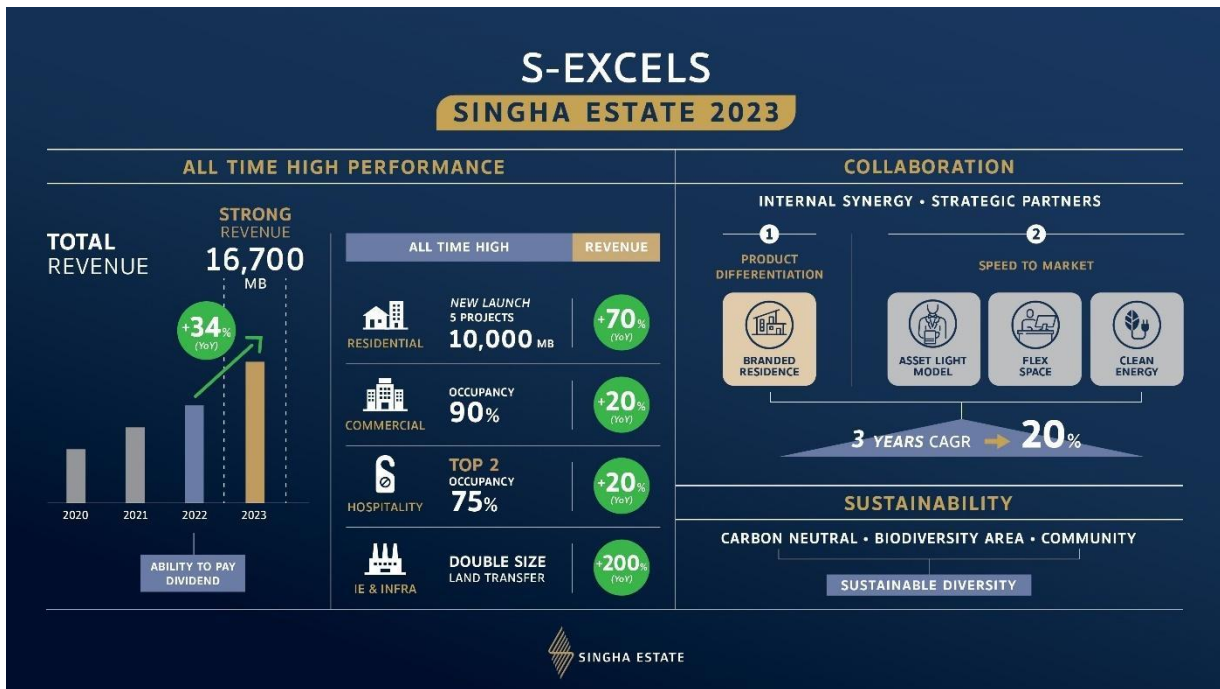 S-EXCELS
SINGHA ESTATE 2023
ALL TIME HIGH PERFORMANCE
TOTAL
REVENUE
STRONG
REVENUE
16,700
MB
+34%
(YoY)
2020
2021
2022
2023
ABILITY TO PAY
DIVIDEND
ALL TIME HIGH
REVENUE
RESIDENTIAL
NEW LAUNCH
5 PROJECTS
10,000 MB
+70%
(YoY)
COMMERCIAL
OCCUPANCY
90%
+20%
(YoY)
HOSPITALITY
TOP 2
OCCUPANCY
75%
+20%
(YoY)
IE & INFRA
DOUBLE SIZE
LAND TRANSFER
+200%
(YoY)
COLLABORATION
INTERNAL SYNERGY • STRATEGIC PARTNERS
1
PRODUCT
DIFFERENTIATION
BRANDED
RESIDENCE
2
SPEED TO MARKET
ASSET LIGHT
MODEL
FLEX
SPACE
CLEAN
ENERGY
3 YEARS CAGR → 20%
SUSTAINABILITY
CARBON NEUTRAL • BIODIVERSITY AREA • COMMUNITY
SUSTAINABLE DIVERSITY
SINGHA ESTATE